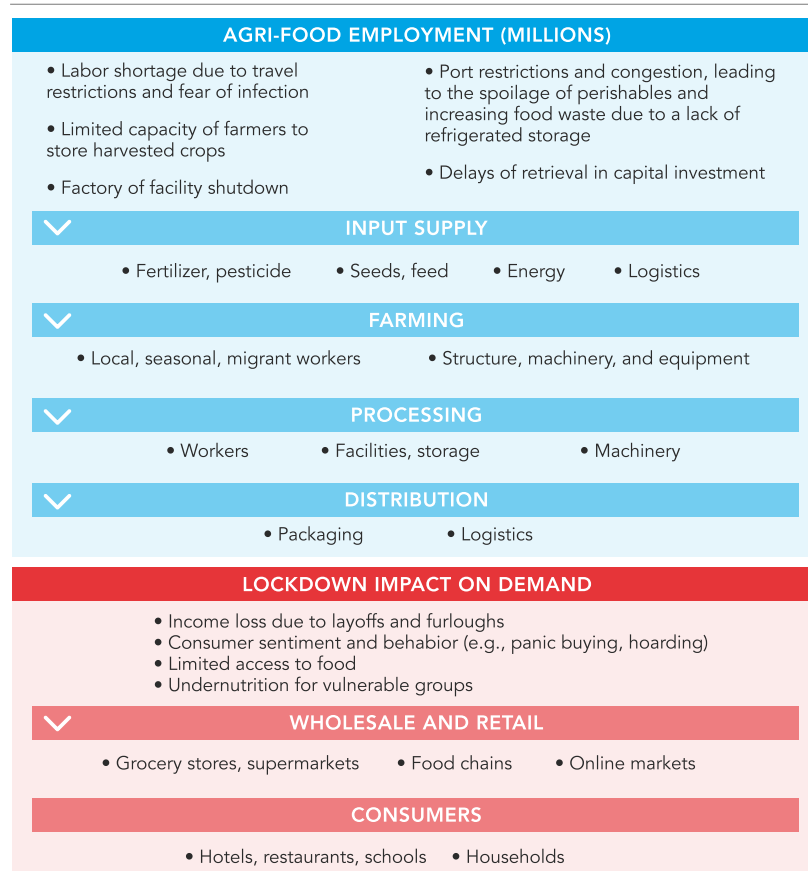 AGRI-FOOD EMPLOYMENT (MILLIONS)
• Labor shortage due to travel
restrictions and fear of infection
• Limited capacity of farmers to
store harvested crops
• Factory of facility shutdown
• Port restrictions and congestion, leading
to the spoilage of perishables and
increasing food waste due to a lack of
refrigerated storage
• Delays of retrieval in capital investment
INPUT SUPPLY
• Fertilizer, pesticide • Seeds, feed • Energy • Logistics
FARMING
• Local, seasonal, migrant workers • Structure, machinery, and equipment
PROCESSING
• Workers • Facilities, storage • Machinery
DISTRIBUTION
• Packaging • Logistics
LOCKDOWN IMPACT ON DEMAND
• Income loss due to layoffs and furloughs
• Consumer sentiment and behabior (e.g., panic buying, hoarding)
• Limited access to food
• Undernutrition for vulnerable groups
WHOLESALE AND RETAIL
• Grocery stores, supermarkets • Food chains • Online markets
CONSUMERS
• Hotels, restaurants, schools • Households